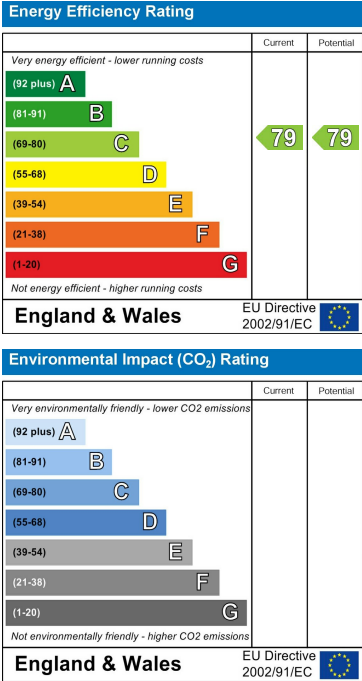 Energy Efficiency Rating
Current Potential
Very energy efficient - lower running costs
(92 plus) A
(81-91) B
(69-80) C 79 79
(55-68) D
(39-54) E
(21-38) F
(1-20) G
Not energy efficient - higher running costs
England & Wales EU Directive 2002/91/EC
Environmental Impact (CO₂) Rating
Current Potential
Very environmentally friendly - lower CO2 emissions
(92 plus) A
(81-91) B
(69-80) C
(55-68) D
(39-54) E
(21-38) F
(1-20) G
Not environmentally friendly - higher CO2 emissions
England & Wales EU Directive 2002/91/EC